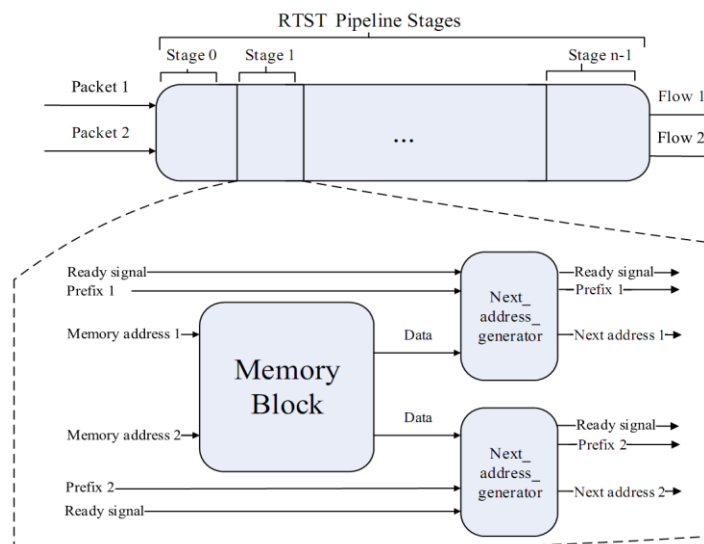 RTST Pipeline Stages
Stage 0
Stage 1
Stage n-1
Packet 1
Flow 1
Packet 2
Flow 2
...
Ready signal
Ready signal
Prefix 1
Prefix 1
Next_
address_
generator
Memory address 1
Data
Next address 1
Memory
Block
Memory address 2
Data
Ready signal
Prefix 2
Next_
address_
generator
Prefix 2
Next address 2
Ready signal